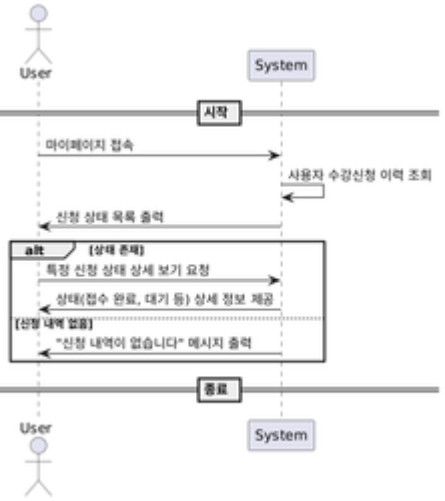 User
System
시작
마이페이지 접속
사용자 수강신청 이력 조회
신청 상태 목록 출력
alt [상태 존재]
특정 신청 상태 상세 보기 요청
상태(접수 완료, 대기 등) 상세 정보 제공
[신청 내역 없음]
"신청 내역이 없습니다" 메시지 출력
종료
User
System